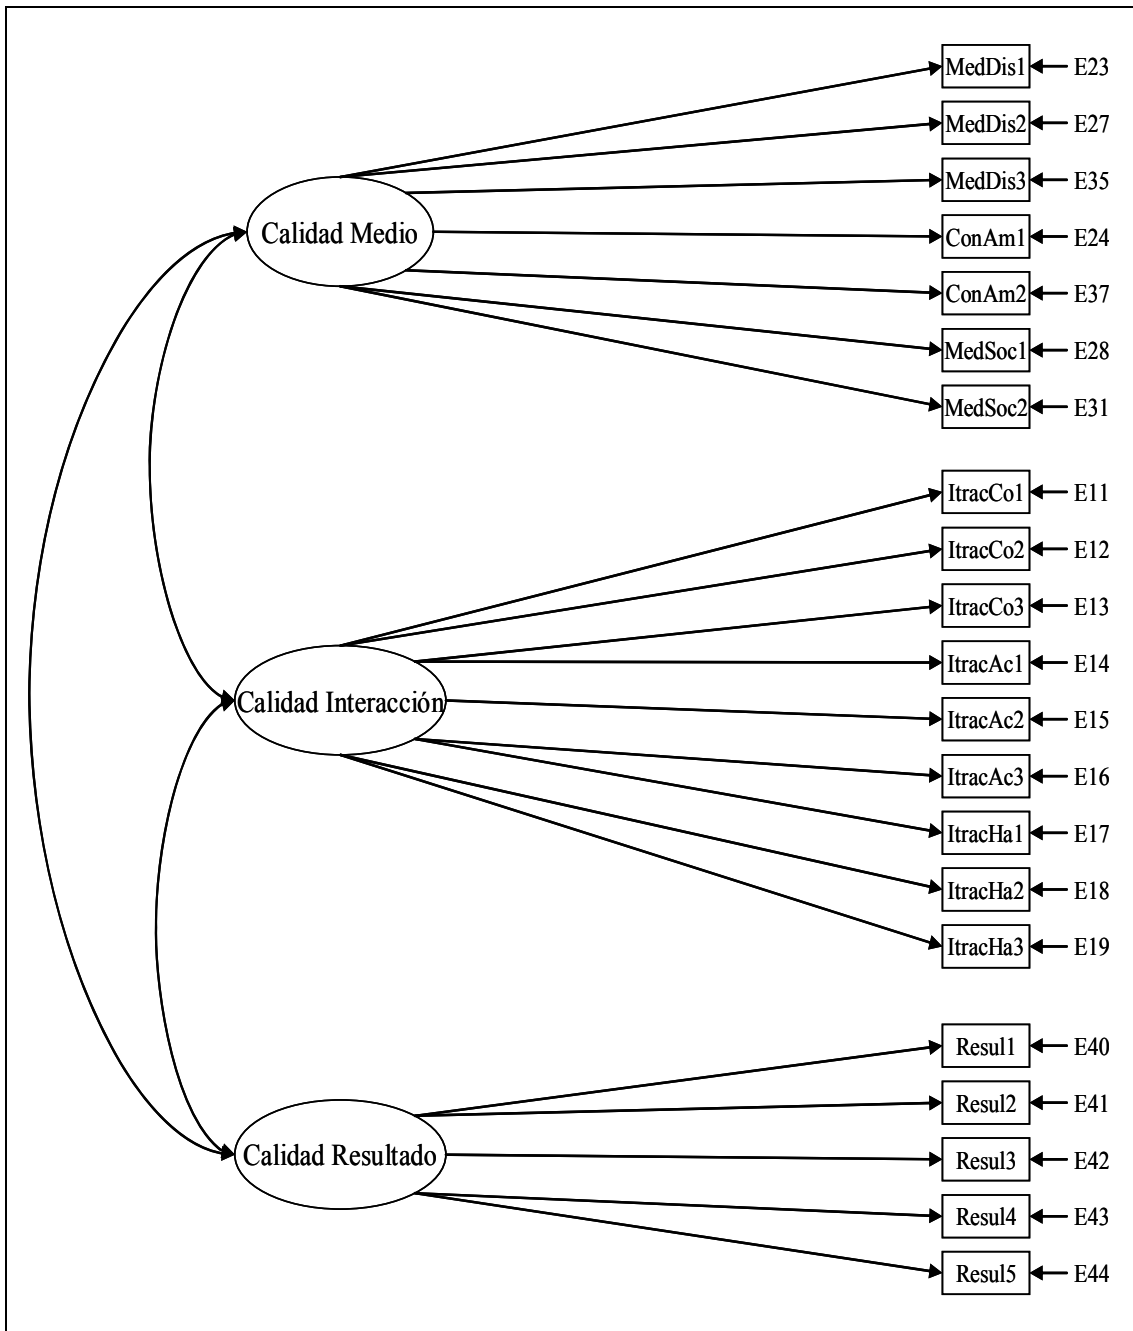 MedDis1 E23
MedDis2 E27
MedDis3 E35
Calidad Medio
ConAm1 E24
ConAm2 E37
MedSoc1 E28
MedSoc2 E31
ItracCo1 E11
ItracCo2 E12
ItracCo3 E13
ItracAc1 E14
Calidad Interacción
ItracAc2 E15
ItracAc3 E16
ItracHa1 E17
ItracHa2 E18
ItracHa3 E19
Resul1 E40
Resul2 E41
Calidad Resultado
Resul3 E42
Resul4 E43
Resul5 E44